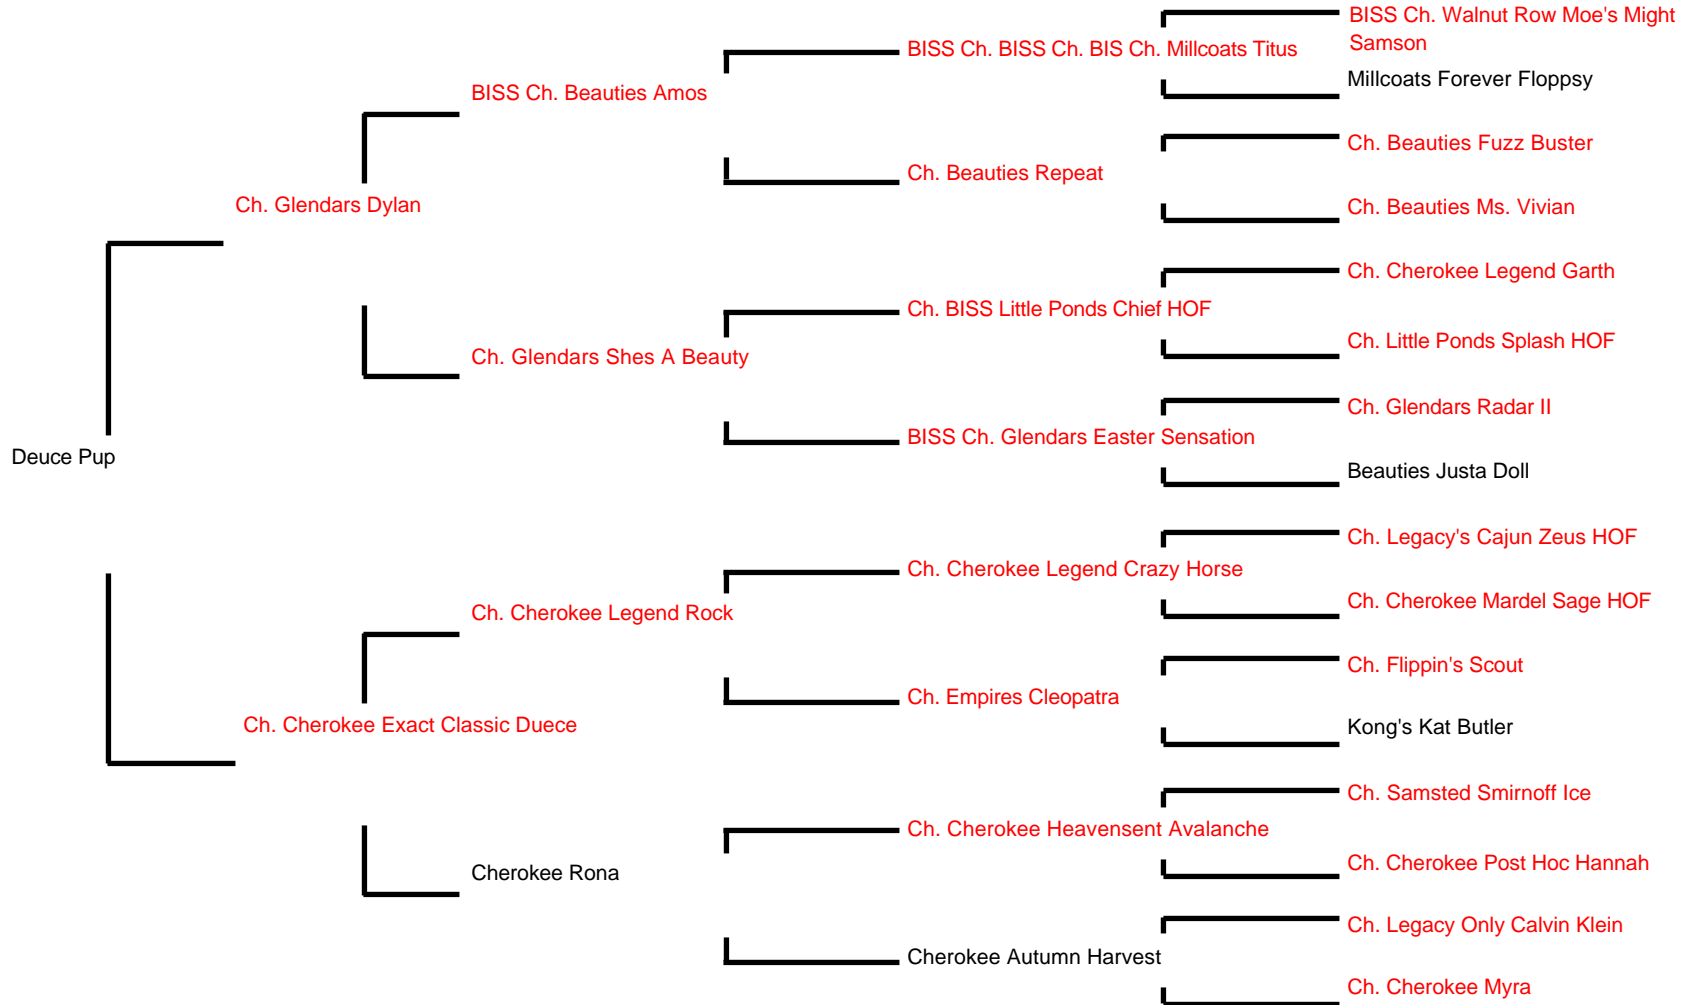 BISS Ch. Walnut Row Moe's Might
Samson
BISS Ch. BISS Ch. BIS Ch. Millcoats Titus
Millcoats Forever Floppsy
BISS Ch. Beauties Amos
Ch. Beauties Fuzz Buster
Ch. Beauties Repeat
Ch. Beauties Ms. Vivian
Ch. Glendars Dylan
Ch. Cherokee Legend Garth
Ch. BISS Little Ponds Chief HOF
Ch. Little Ponds Splash HOF
Ch. Glendars Shes A Beauty
Ch. Glendars Radar II
BISS Ch. Glendars Easter Sensation
Beauties Justa Doll
Deuce Pup
Ch. Legacy's Cajun Zeus HOF
Ch. Cherokee Legend Crazy Horse
Ch. Cherokee Mardel Sage HOF
Ch. Cherokee Legend Rock
Ch. Flippin's Scout
Ch. Empires Cleopatra
Kong's Kat Butler
Ch. Cherokee Exact Classic Duece
Ch. Samsted Smirnoff Ice
Ch. Cherokee Heavensent Avalanche
Ch. Cherokee Post Hoc Hannah
Cherokee Rona
Ch. Legacy Only Calvin Klein
Cherokee Autumn Harvest
Ch. Cherokee Myra